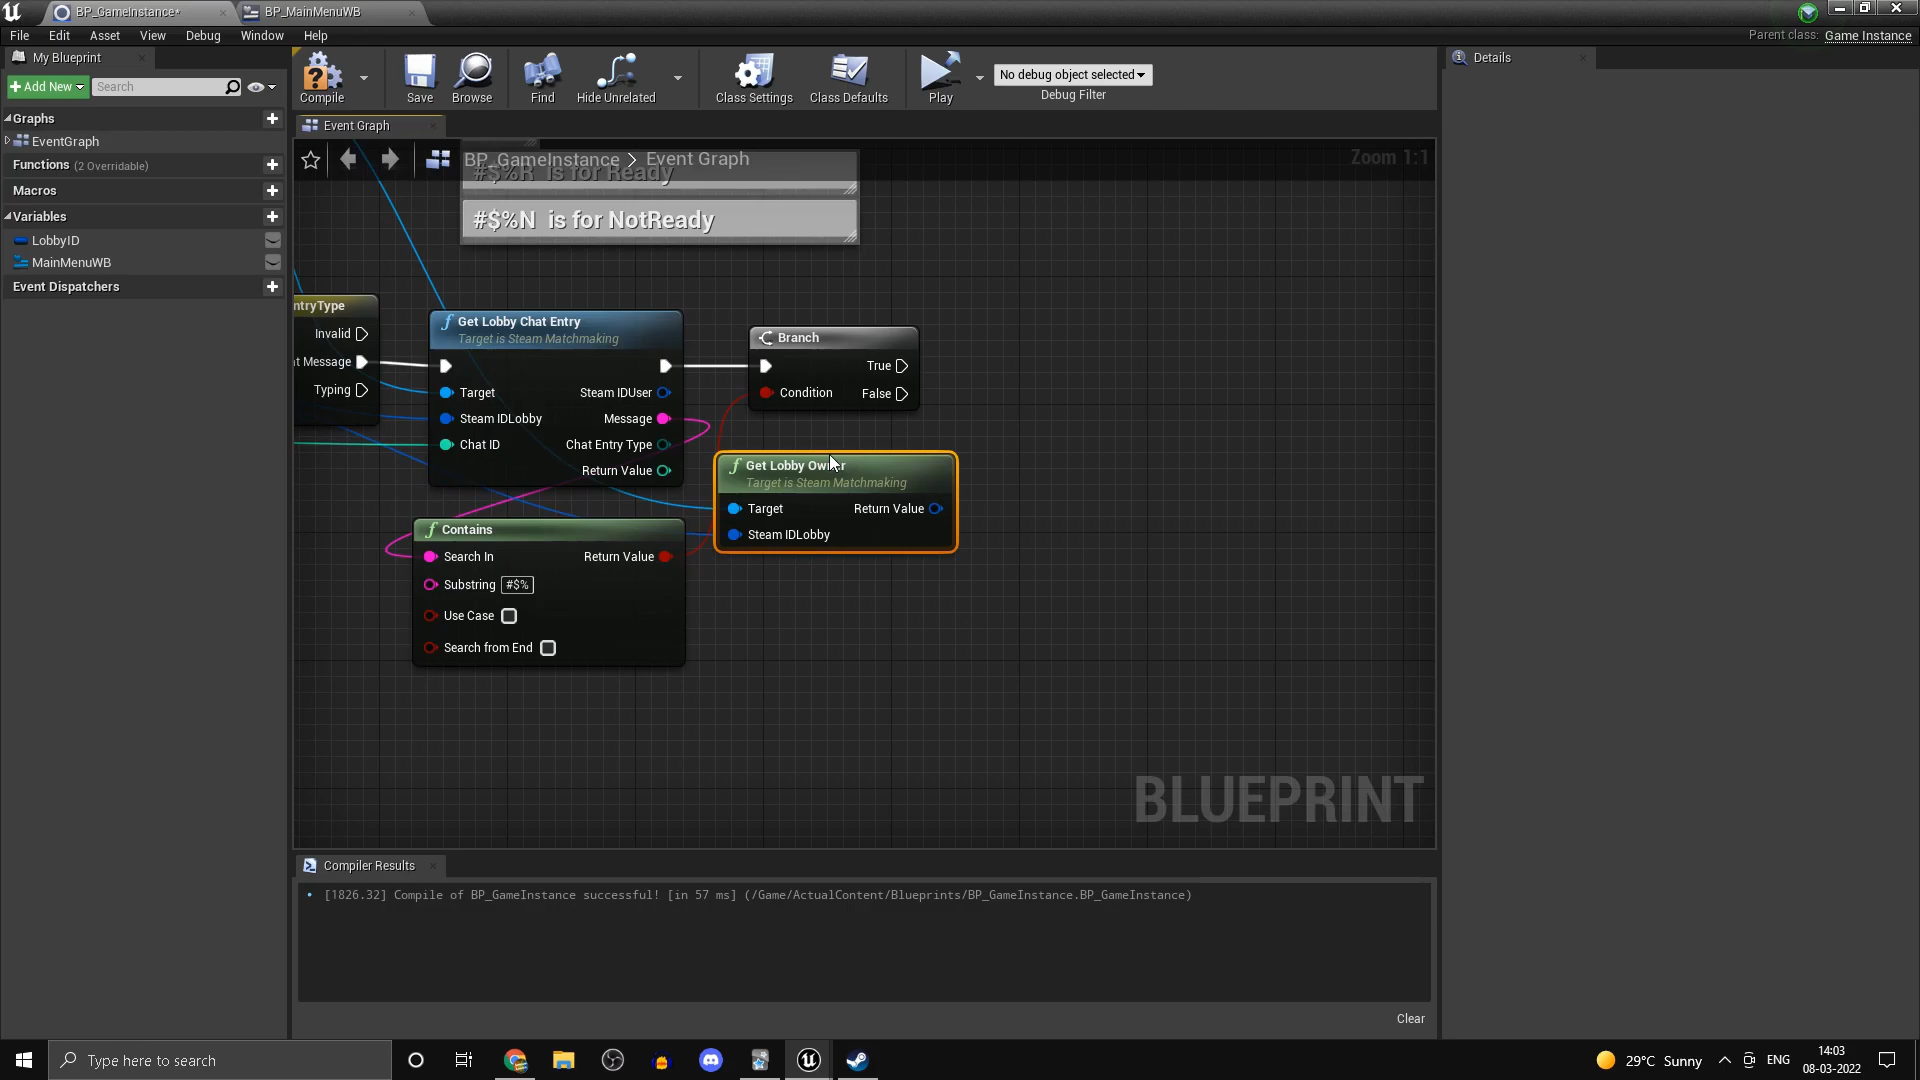 BP_GameInstance*
BP_MainMenuWB
File Edit Asset View Debug Window Help
Parent class: Game Instance
My Blueprint
Add New
Search
Graphs
EventGraph
Functions (2 Overridable)
Macros
Variables
LobbyID
MainMenuWB
Event Dispatchers
Compile
Save
Browse
Find
Hide Unrelated
Class Settings
Class Defaults
Play
No debug object selected
Debug Filter
Details
Event Graph
BP_GameInstance > Event Graph
Zoom 1:1
#$%R is for Ready
#$%N is for NotReady
ntryType
Invalid
at Message
Typing
Get Lobby Chat Entry
Target is Steam Matchmaking
Target
Steam IDUser
Steam IDLobby
Message
Chat ID
Chat Entry Type
Return Value
Branch
True
Condition
False
Get Lobby Owner
Target is Steam Matchmaking
Target
Return Value
Steam IDLobby
Contains
Search In
Return Value
Substring #$%
Use Case
Search from End
BLUEPRINT
Compiler Results
[1826.32] Compile of BP_GameInstance successful! [in 57 ms] (/Game/ActualContent/Blueprints/BP_GameInstance.BP_GameInstance)
Clear
Type here to search
29°C Sunny
ENG
14:03
08-03-2022